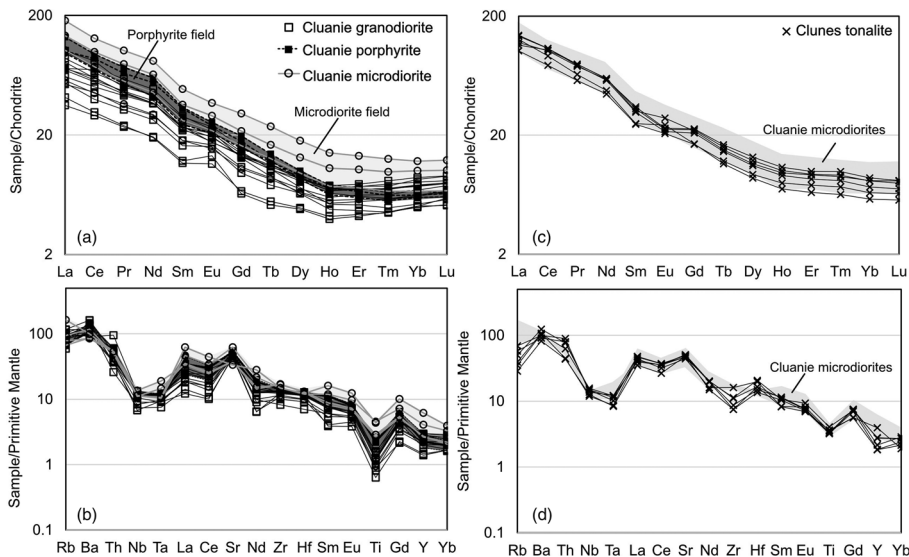 200
20
2
Sample/Chondrite
Porphyrite field
Cluanie granodiorite
Cluanie porphyrite
Cluanie microdiorite
Microdiorite field
(a)
La Ce Pr Nd Sm Eu Gd Tb Dy Ho Er Tm Yb Lu
200
20
2
Sample/Chondrite
Clunes tonalite
Cluanie microdiorites
(c)
La Ce Pr Nd Sm Eu Gd Tb Dy Ho Er Tm Yb Lu
100
10
1
0.1
Sample/Primitive Mantle
(b)
Rb Ba Th Nb Ta La Ce Sr Nd Zr Hf Sm Eu Ti Gd Y Yb
100
10
1
0.1
Sample/Primitive Mantle
Cluanie microdiorites
(d)
Rb Ba Th Nb Ta La Ce Sr Nd Zr Hf Sm Eu Ti Gd Y Yb